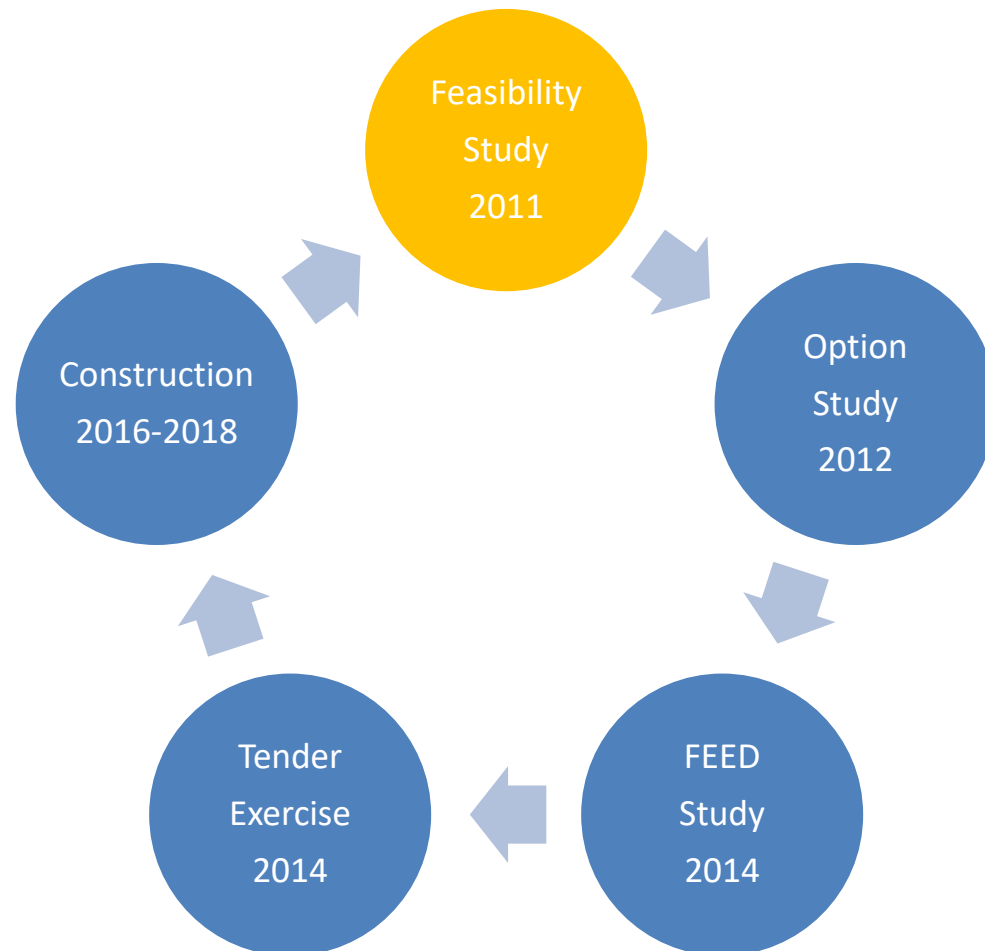 Feasibility
Study
2011
Option
Study
2012
FEED
Study
2014
Tender
Exercise
2014
Construction
2016-2018